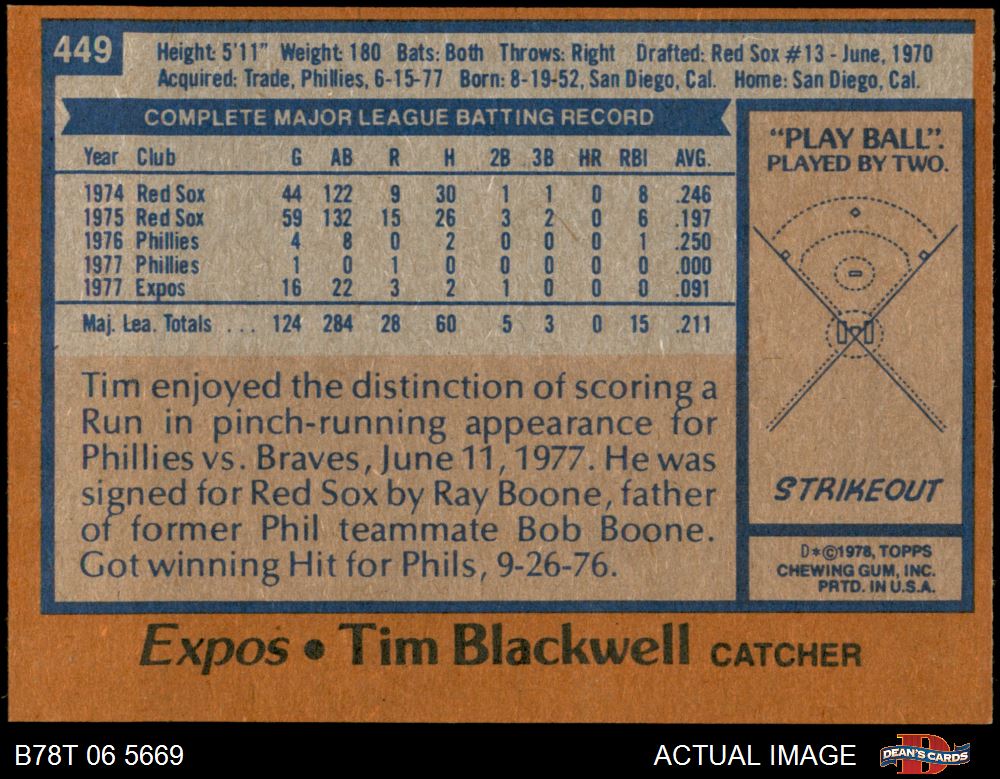 449
Height: 5'11" Weight: 180 Bats: Both Throws: Right Drafted: Red Sox #13 - June, 1970
Acquired: Trade, Phillies, 6-15-77 Born: 8-19-52, San Diego, Cal. Home: San Diego, Cal.
COMPLETE MAJOR LEAGUE BATTING RECORD
Year Club G AB R H 2B 3B HR RBI AVG.
1974 Red Sox 44 122 9 30 1 1 0 8 .246
1975 Red Sox 59 132 15 26 3 2 0 6 .197
1976 Phillies 4 8 0 2 0 0 0 1 .250
1977 Phillies 1 0 1 0 0 0 0 0 .000
1977 Expos 16 22 3 2 1 0 0 0 .091
Maj. Lea. Totals ... 124 284 28 60 5 3 0 15 .211
Tim enjoyed the distinction of scoring a
Run in pinch-running appearance for
Phillies vs. Braves, June 11, 1977. He was
signed for Red Sox by Ray Boone, father
of former Phil teammate Bob Boone.
Got winning Hit for Phils, 9-26-76.
"PLAY BALL".
PLAYED BY TWO.
STRIKEOUT
D*©1978, TOPPS
CHEWING GUM, INC.
PRTD. IN U.S.A.
Expos • Tim Blackwell CATCHER
B78T 06 5669
ACTUAL IMAGE
D
DEAN'S CARDS